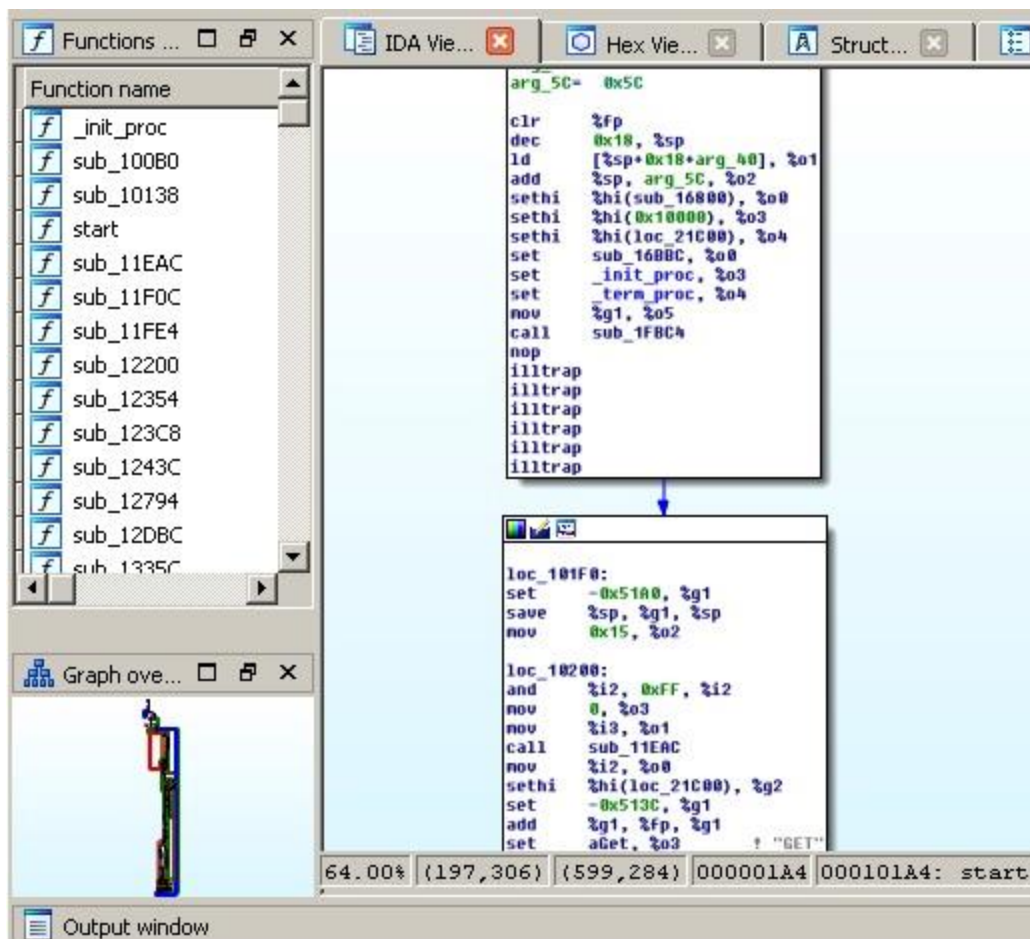 Functions ...
IDA Vie...
Hex Vie...
Struct...
Function name
_init_proc
sub_100B0
sub_10138
start
sub_11EAC
sub_11F0C
sub_11FE4
sub_12200
sub_12354
sub_123C8
sub_1243C
sub_12794
sub_12DBC
sub_1335C
Graph ove...
arg_5C= 0x5C
clr %fp
dec 0x18, %sp
ld [%sp+0x18+arg_40], %o1
add %sp, arg_5C, %o2
sethi %hi(sub_16800), %o0
sethi %hi(0x10000), %o3
sethi %hi(loc_21C00), %o4
set sub_16BBC, %o0
set _init_proc, %o3
set _term_proc, %o4
mov %g1, %o5
call sub_1FBC4
nop
illtrap
illtrap
illtrap
illtrap
illtrap
illtrap
loc_101F0:
set -0x51A0, %g1
save %sp, %g1, %sp
mov 0x15, %o2
loc_10200:
and %i2, 0xFF, %i2
mov 0, %o3
mov %i3, %o1
call sub_11EAC
mov %i2, %o0
sethi %hi(loc_21C00), %g2
set -0x513C, %g1
add %g1, %fp, %g1
set aGet, %o3 ! "GET"
64.00% (197,306) (599,284) 000001A4 000101A4: start
Output window